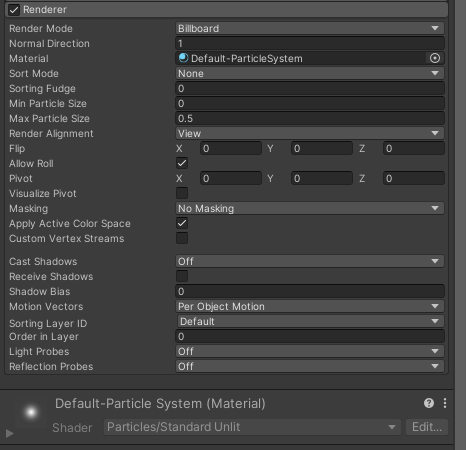 Renderer
Render Mode Billboard
Normal Direction 1
Material Default-ParticleSystem
Sort Mode None
Sorting Fudge 0
Min Particle Size 0
Max Particle Size 0.5
Render Alignment View
Flip X 0 Y 0 Z 0
Allow Roll
Pivot X 0 Y 0 Z 0
Visualize Pivot
Masking No Masking
Apply Active Color Space
Custom Vertex Streams
Cast Shadows Off
Receive Shadows
Shadow Bias 0
Motion Vectors Per Object Motion
Sorting Layer ID Default
Order in Layer 0
Light Probes Off
Reflection Probes Off
Default-Particle System (Material)
Shader Particles/Standard Unlit Edit...